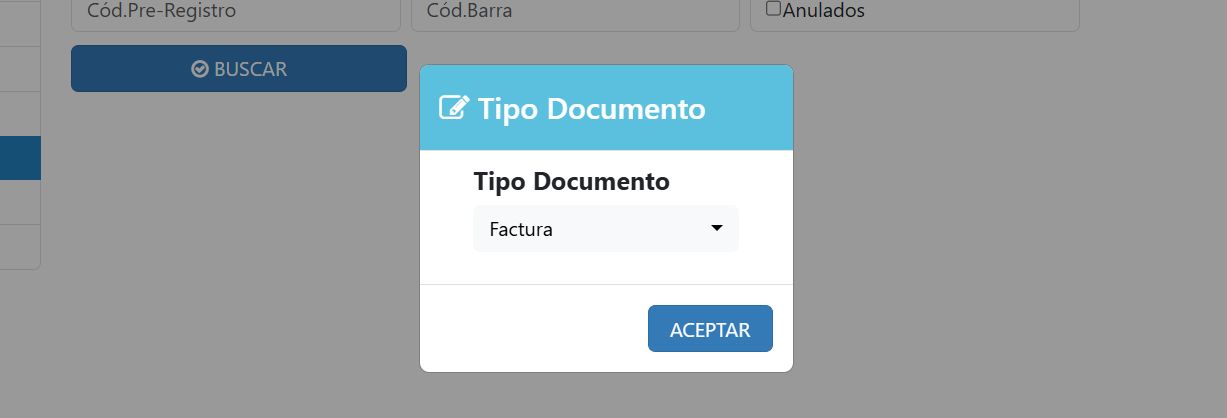 Cód.Pre-Registro
Cód.Barra
Anulados
BUSCAR
Tipo Documento
Tipo Documento
Factura
ACEPTAR